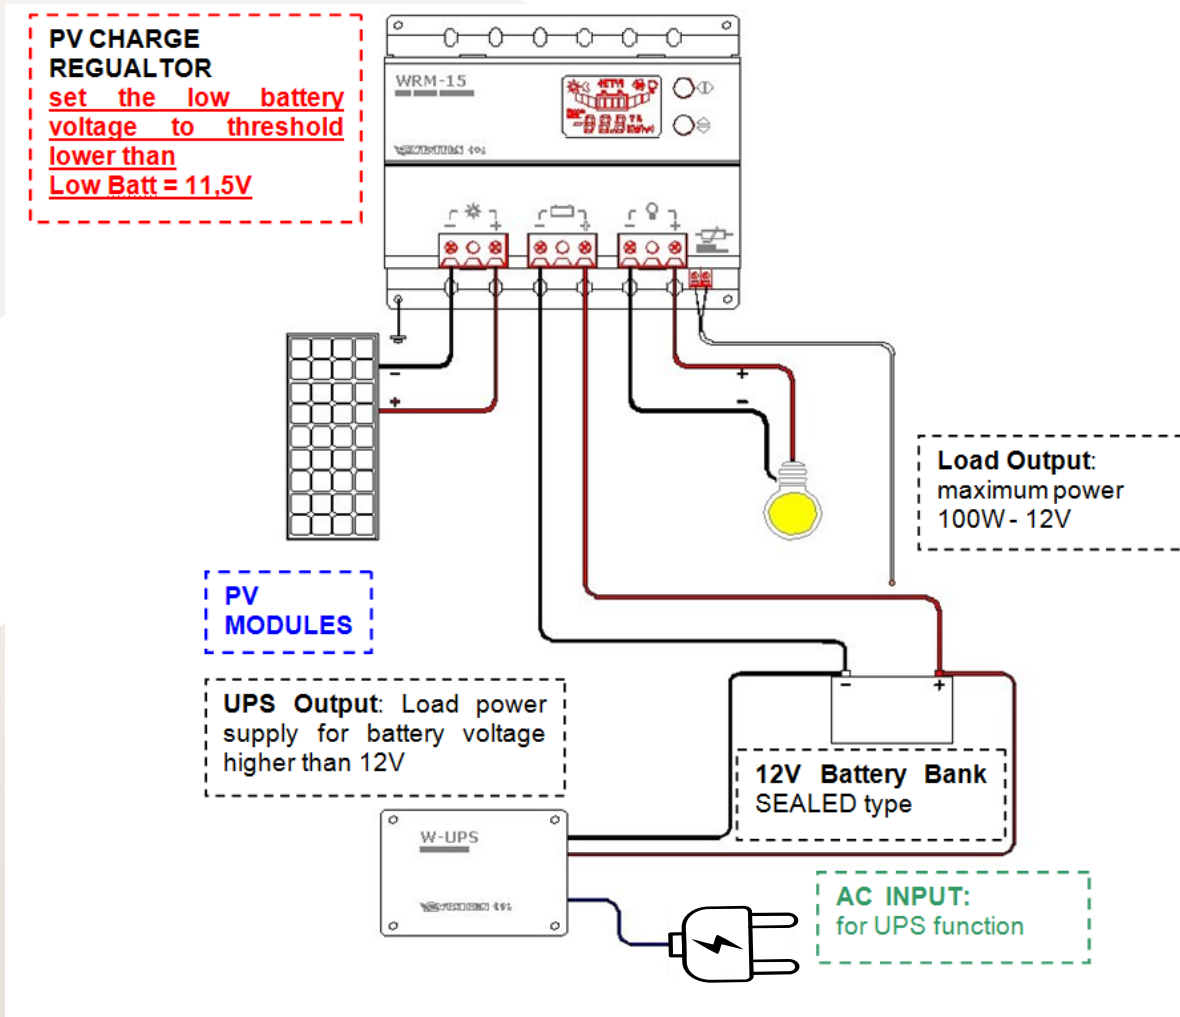 PV CHARGE
REGUALTOR
set the low battery
voltage to threshold
lower than
Low Batt = 11,5V
WRM-15
- +
- +
- +
-
+
+
-
Load Output:
maximum power
100W - 12V
PV
MODULES
UPS Output: Load power
supply for battery voltage
higher than 12V
- +
12V Battery Bank
SEALED type
W-UPS
AC INPUT:
for UPS function